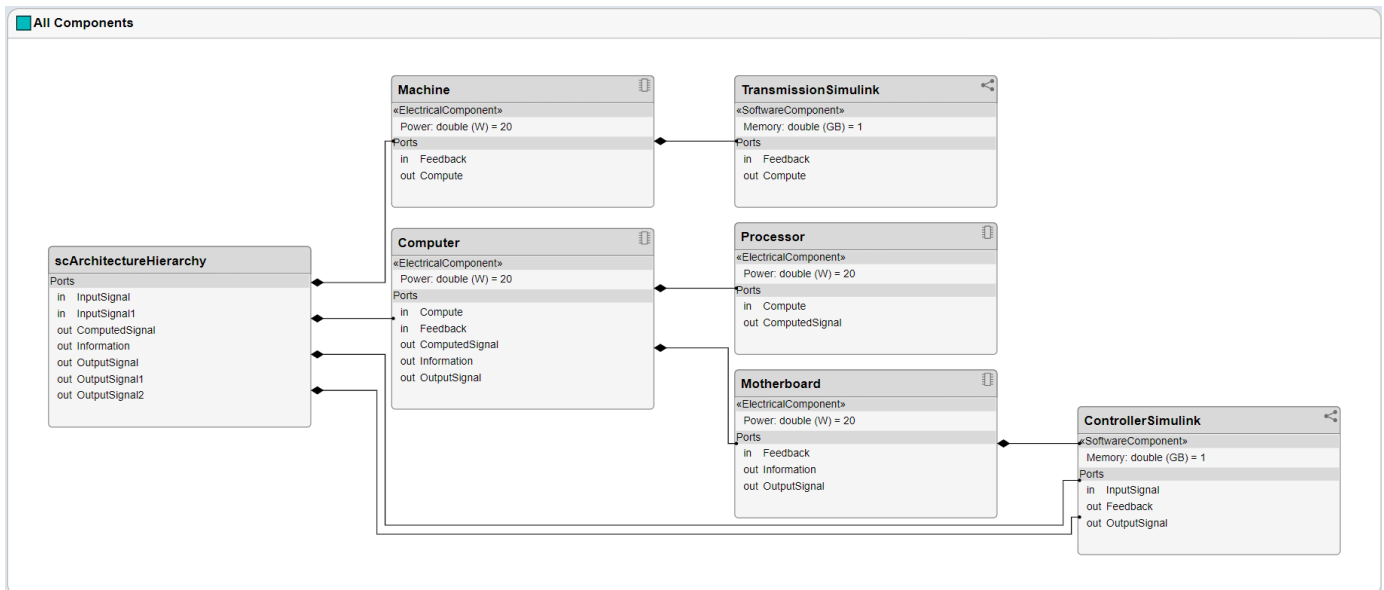 All Components
scArchitectureHierarchy
Ports
in InputSignal
in InputSignal1
out ComputedSignal
out Information
out OutputSignal
out OutputSignal1
out OutputSignal2
Machine
«ElectricalComponent»
Power: double (W) = 20
Ports
in Feedback
out Compute
Computer
«ElectricalComponent»
Power: double (W) = 20
Ports
in Compute
in Feedback
out ComputedSignal
out Information
out OutputSignal
TransmissionSimulink
«SoftwareComponent»
Memory: double (GB) = 1
Ports
in Feedback
out Compute
Processor
«ElectricalComponent»
Power: double (W) = 20
Ports
in Compute
out ComputedSignal
Motherboard
«ElectricalComponent»
Power: double (W) = 20
Ports
in Feedback
out Information
out OutputSignal
ControllerSimulink
«SoftwareComponent»
Memory: double (GB) = 1
Ports
in InputSignal
out Feedback
out OutputSignal